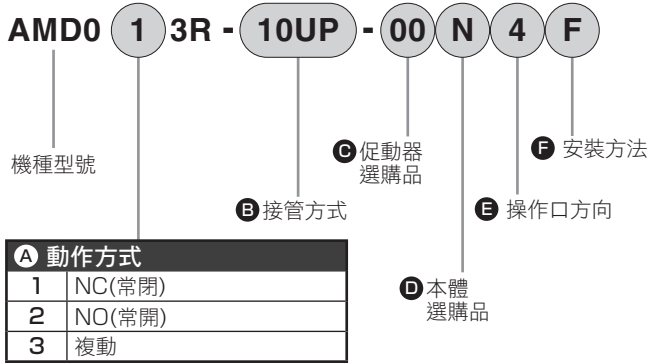 AMD0 1 3R - 10UP - 00 N 4 F
機種型號
C 促動器
選購品
F 安裝方法
B 接管方式
E 操作口方向
D 本體
選購品
A 動作方式
1 NC(常閉)
2 NO(常開)
3 複動